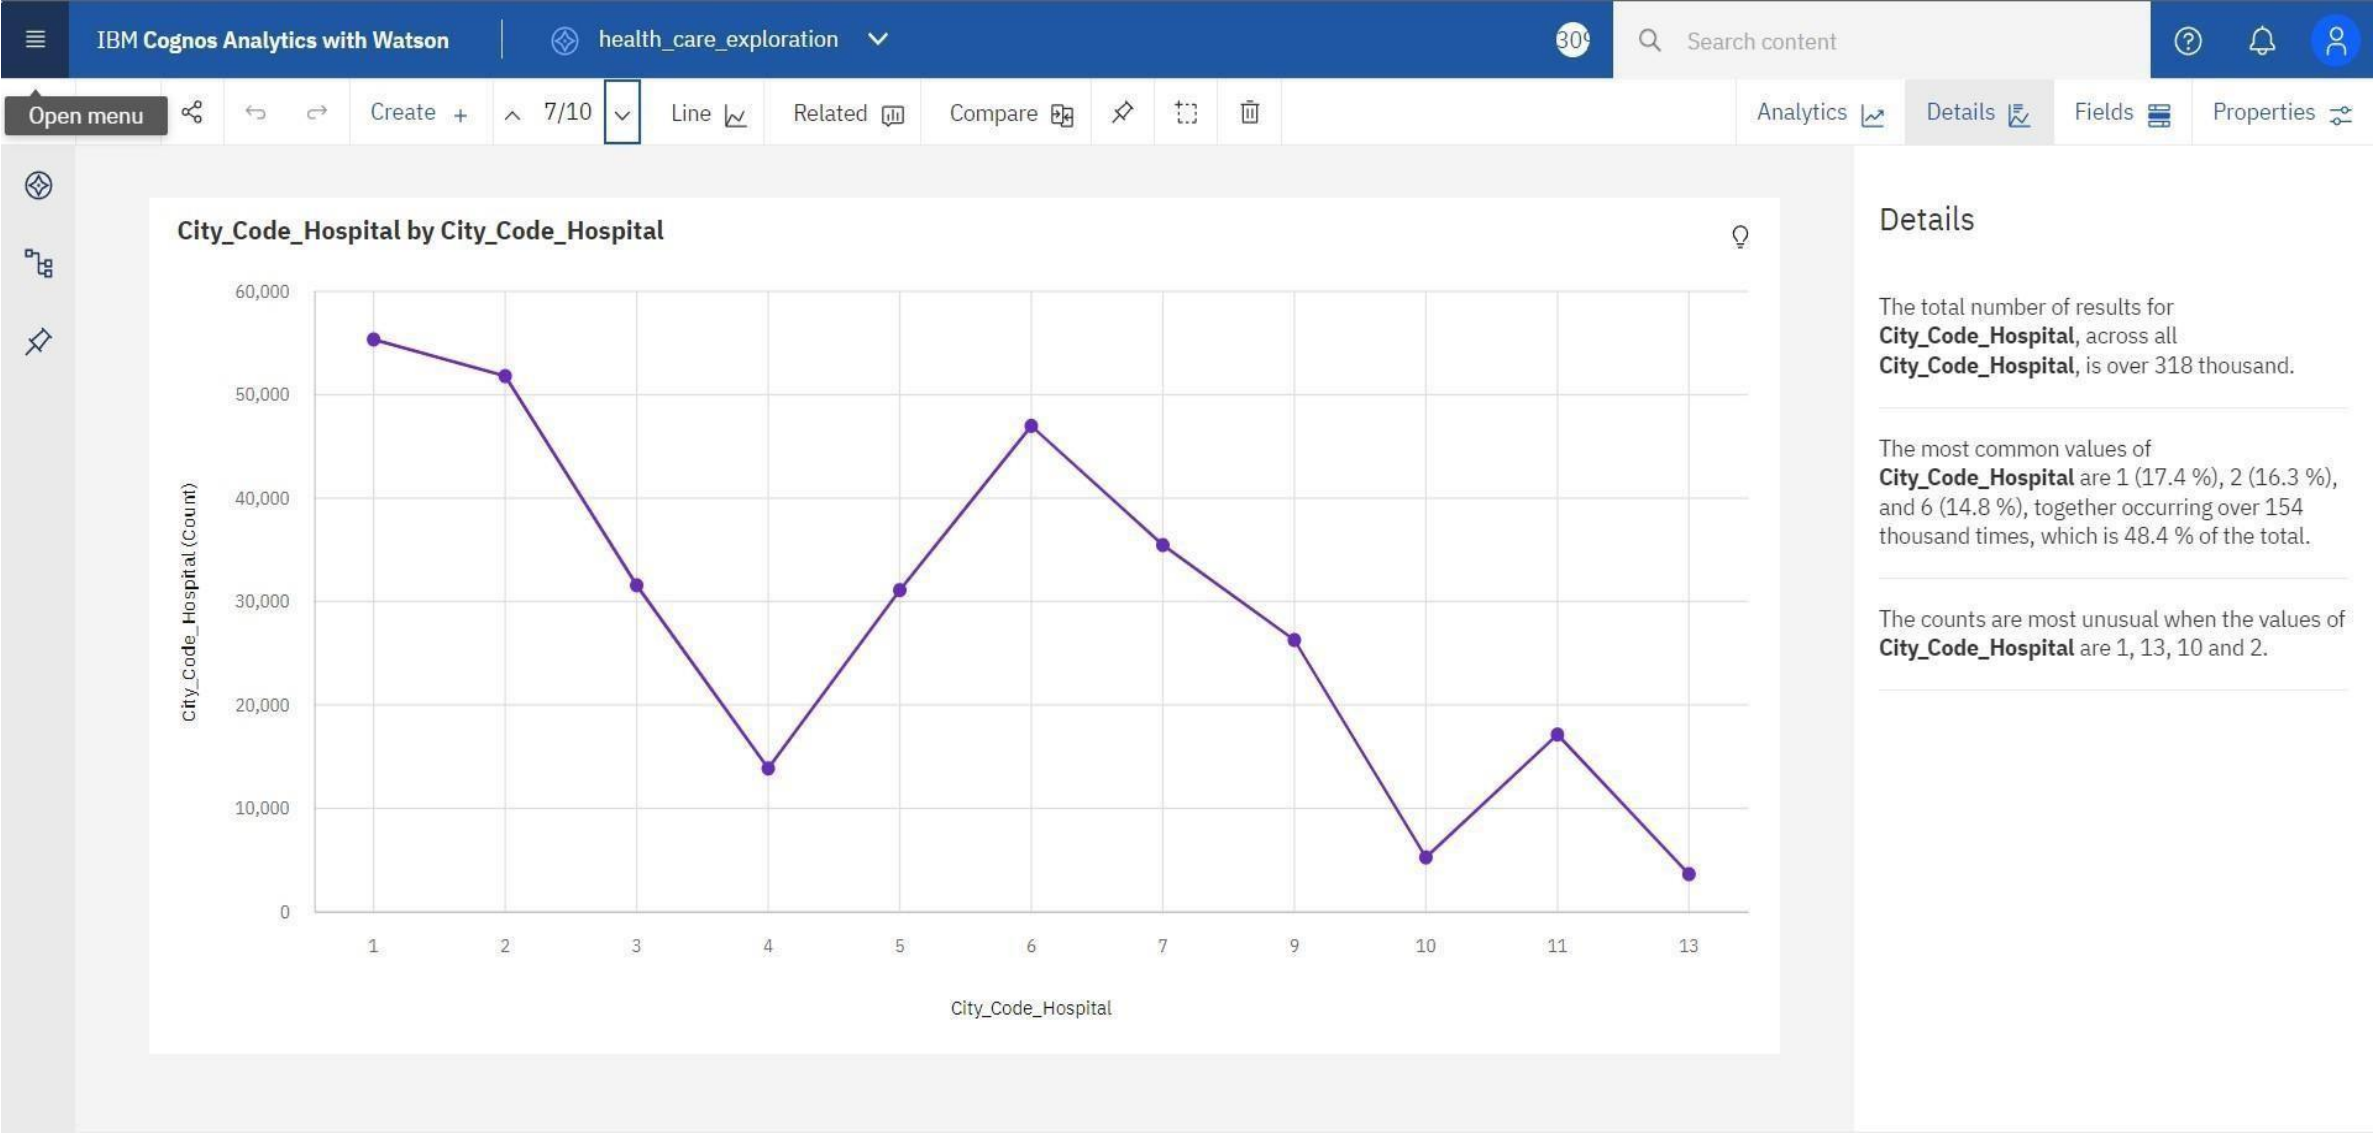 IBM Cognos Analytics with Watson
health_care_exploration
30
Search content
Open menu
Create +
7/10
Line
Related
Compare
Analytics
Details
Fields
Properties
City_Code_Hospital by City_Code_Hospital
60,000
50,000
40,000
30,000
20,000
10,000
0
City_Code_Hospital (Count)
1 2 3 4 5 6 7 9 10 11 13
City_Code_Hospital
Details
The total number of results for
City_Code_Hospital, across all
City_Code_Hospital, is over 318 thousand.
The most common values of
City_Code_Hospital are 1 (17.4 %), 2 (16.3 %),
and 6 (14.8 %), together occurring over 154
thousand times, which is 48.4 % of the total.
The counts are most unusual when the values of
City_Code_Hospital are 1, 13, 10 and 2.